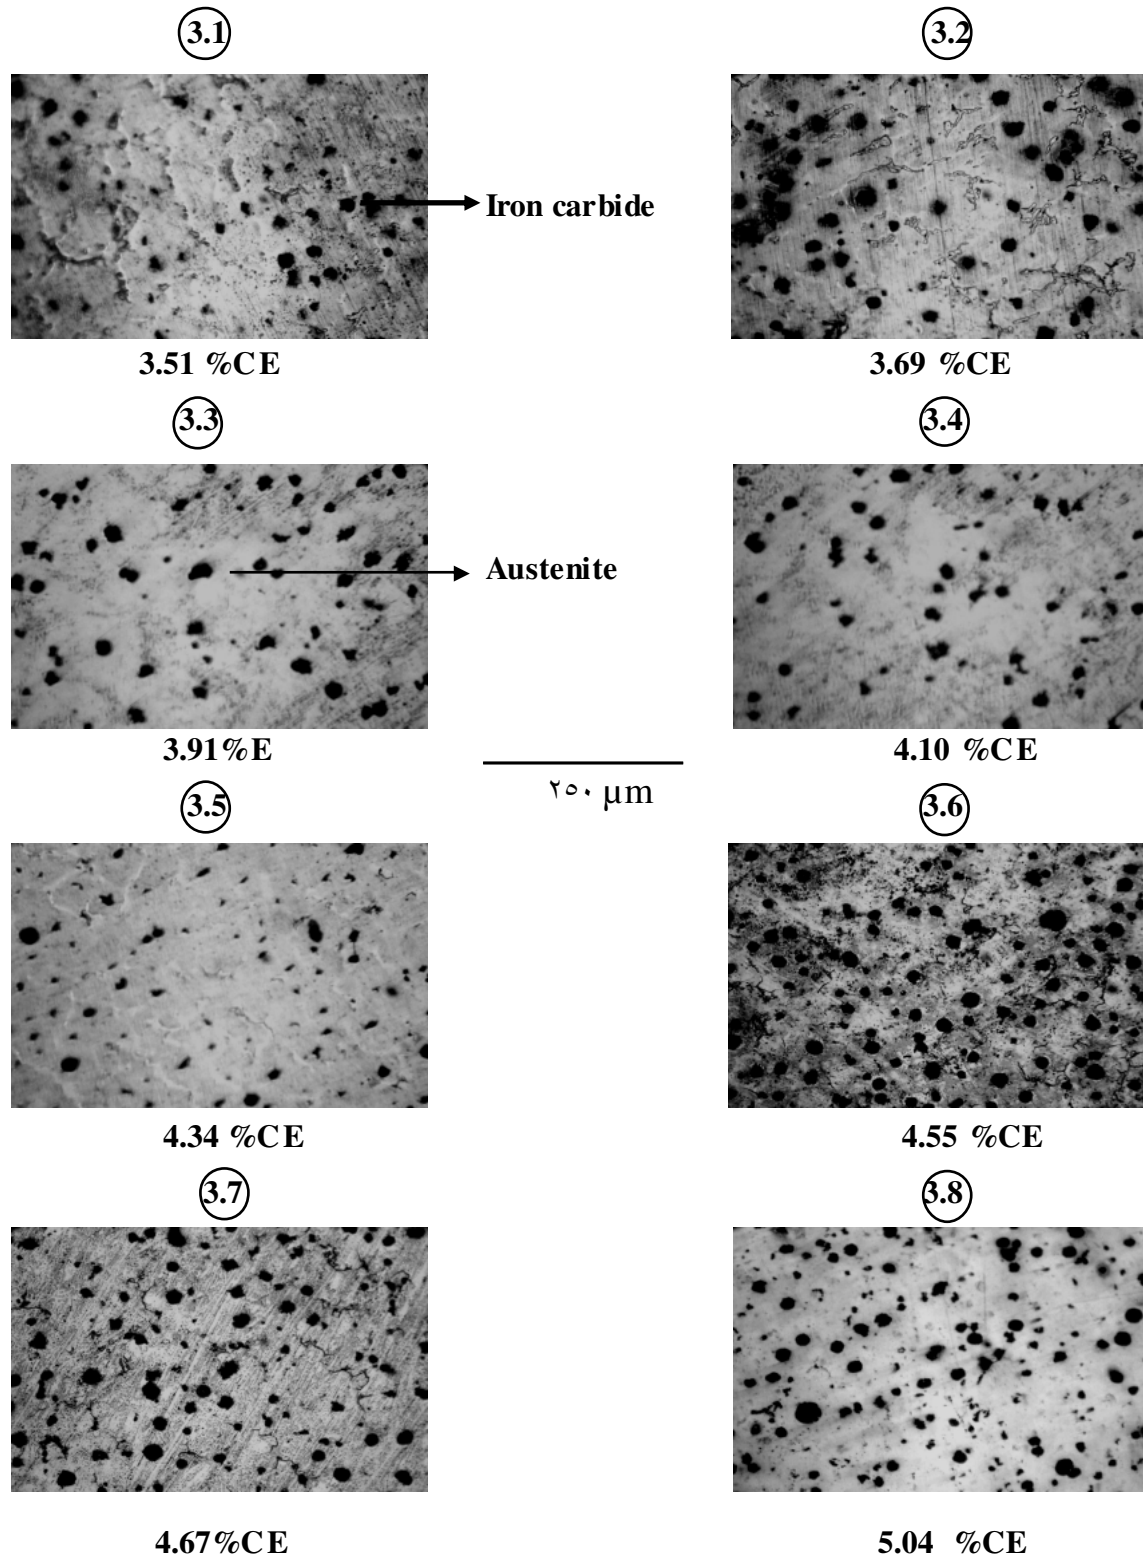 3.1
3.2
Iron carbide
3.51 %CE
3.69 %CE
3.3
3.4
Austenite
3.91%E
4.10 %CE
٢٥٠ µm
3.5
3.6
4.34 %CE
4.55 %CE
3.7
3.8
4.67%CE
5.04 %CE